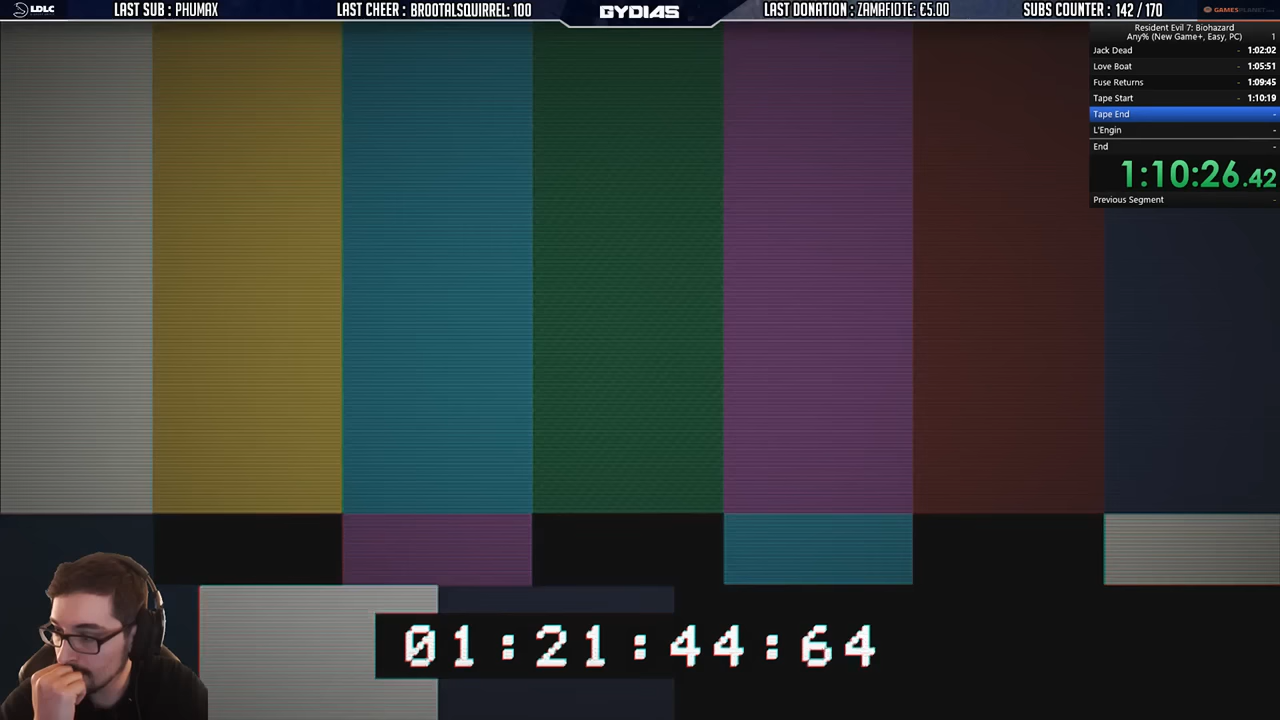 LDLC
LAST SUB : PHUMAX
LAST CHEER : BROOTALSQUIRREL: 100
GYDIAS
LAST DONATION : ZAMAFIOTE: €5.00
SUBS COUNTER : 142 / 170
GAMESPLANET
Resident Evil 7: Biohazard
Any% (New Game+, Easy, PC) 1
Jack Dead - 1:02:02
Love Boat - 1:05:51
Fuse Returns - 1:09:45
Tape Start - 1:10:19
Tape End -
L'Engin -
End -
1:10:26.42
Previous Segment -
01:21:44:64